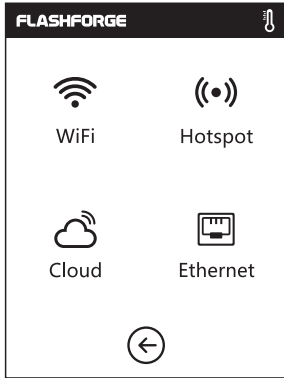 FLASHFORGE
WiFi
Hotspot
Cloud
Ethernet